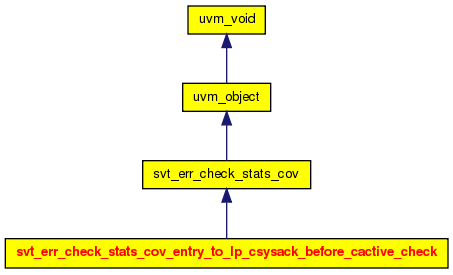 uvm_void
uvm_object
svt_err_check_stats_cov
svt_err_check_stats_cov_entry_to_lp_csysack_before_cactive_check